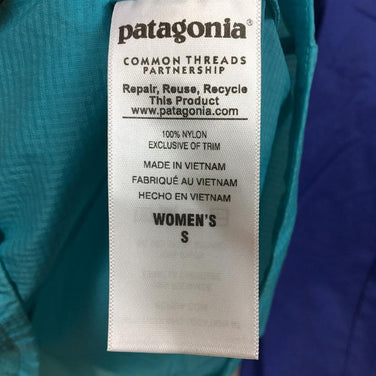 patagonia®
COMMON THREADS
PARTNERSHIP
Repair, Reuse, Recycle
This Product
www.patagonia.com
100% NYLON
EXCLUSIVE OF TRIM
MADE IN VIETNAM
FABRIQUÉ AU VIETNAM
HECHO EN VIETNAM
WOMEN'S
S